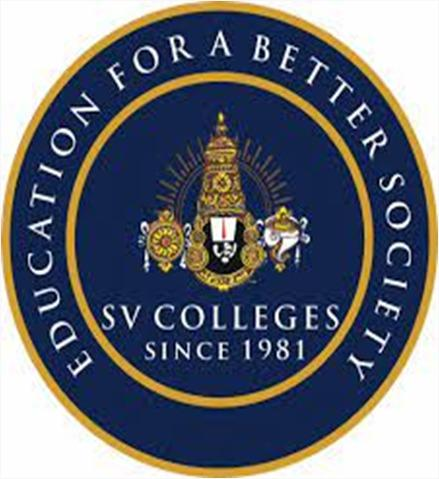 EDUCATION FOR A BETTER SOCIETY
SV COLLEGES
SINCE 1981